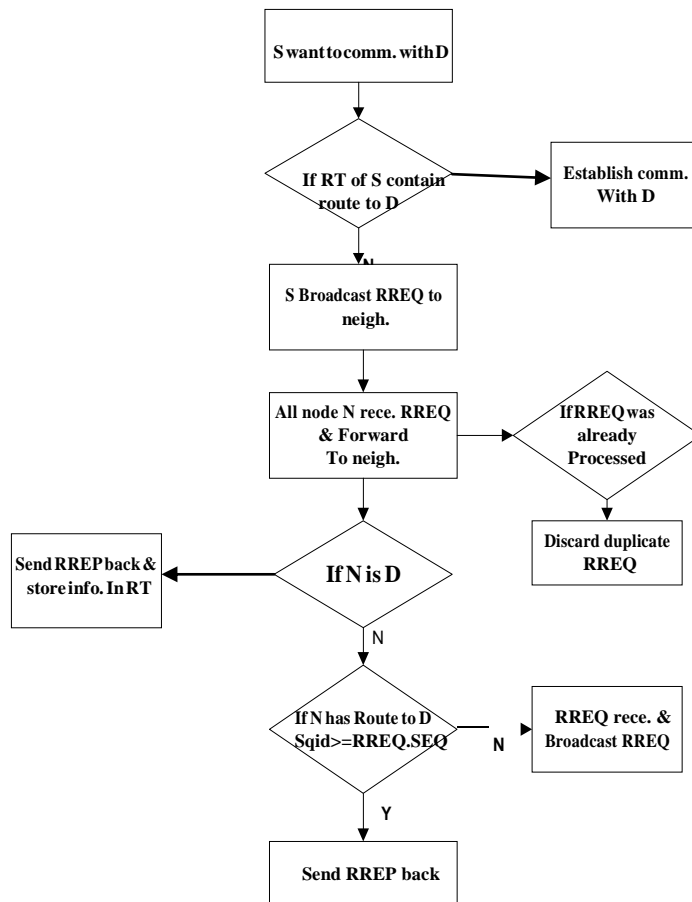 S want to comm. with D
If RT of S contain
route to D
Establish comm.
With D
N
S Broadcast RREQ to
neigh.
All node N rece. RREQ
& Forward
To neigh.
If RREQ was
already
Processed
Discard duplicate
RREQ
Send RREP back &
store info. In RT
If N is D
N
If N has Route to D
Sqid>=RREQ.SEQ
N
RREQ rece. &
Broadcast RREQ
Y
Send RREP back